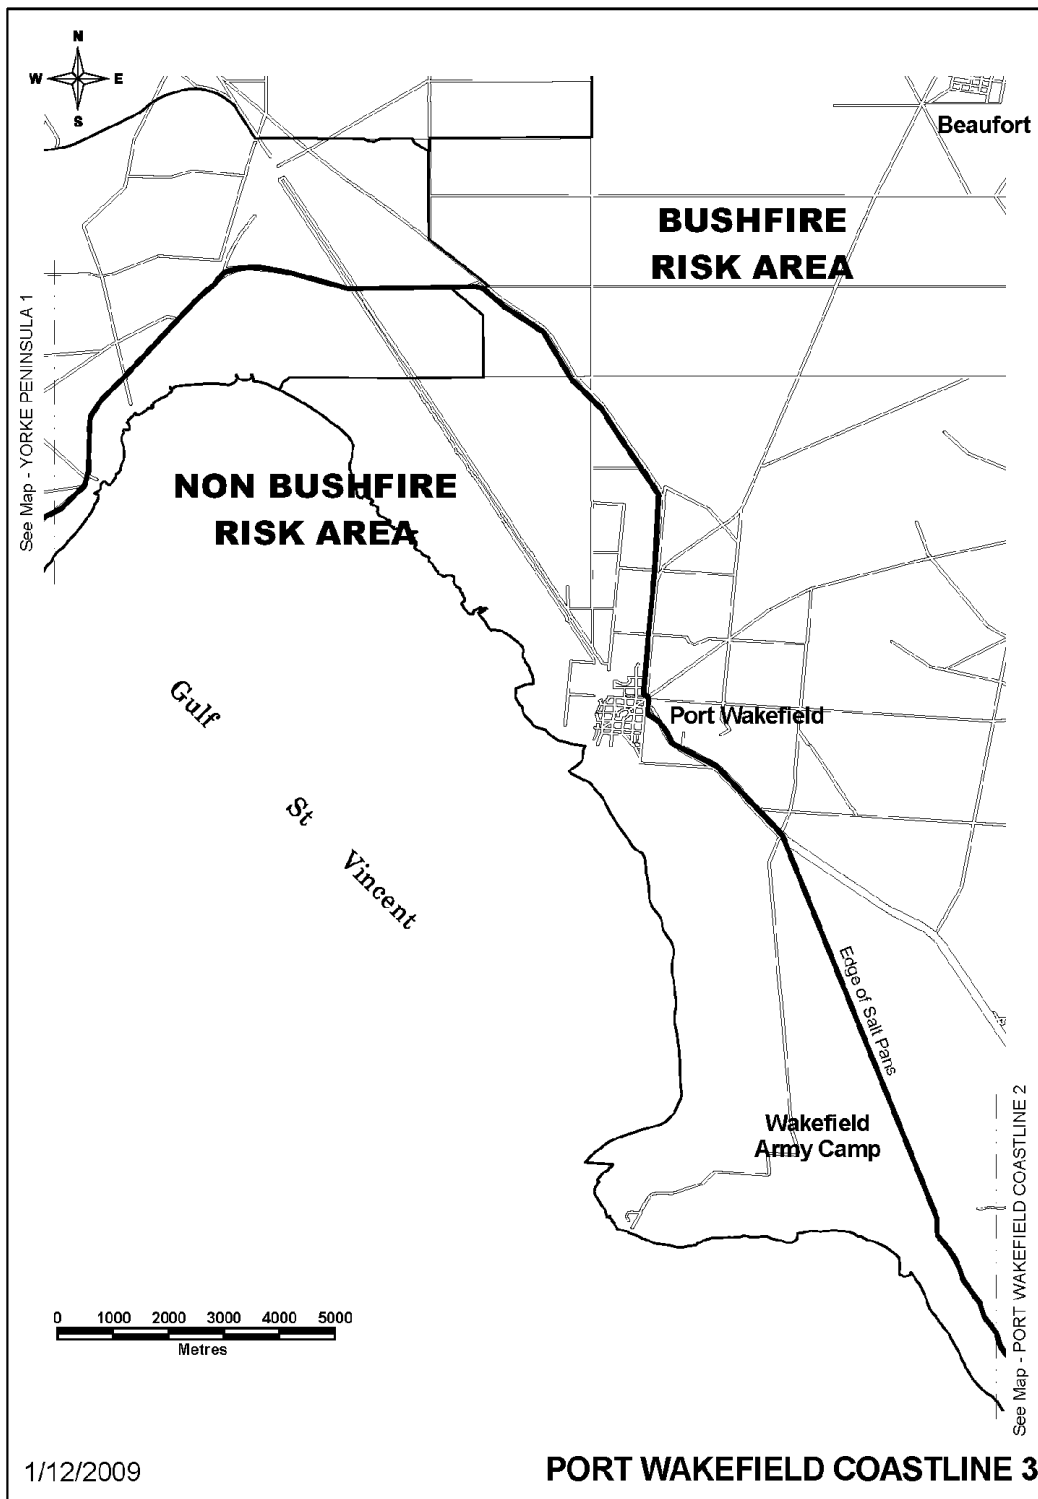 N
W E
S
Beaufort
BUSHFIRE
RISK AREA
See Map - YORKE PENINSULA 1
NON BUSHFIRE
RISK AREA
Gulf
St
Vincent
Port Wakefield
Edge of Salt Pans
Wakefield
Army Camp
See Map - PORT WAKEFIELD COASTLINE 2
0 1000 2000 3000 4000 5000
Metres
1/12/2009
PORT WAKEFIELD COASTLINE 3